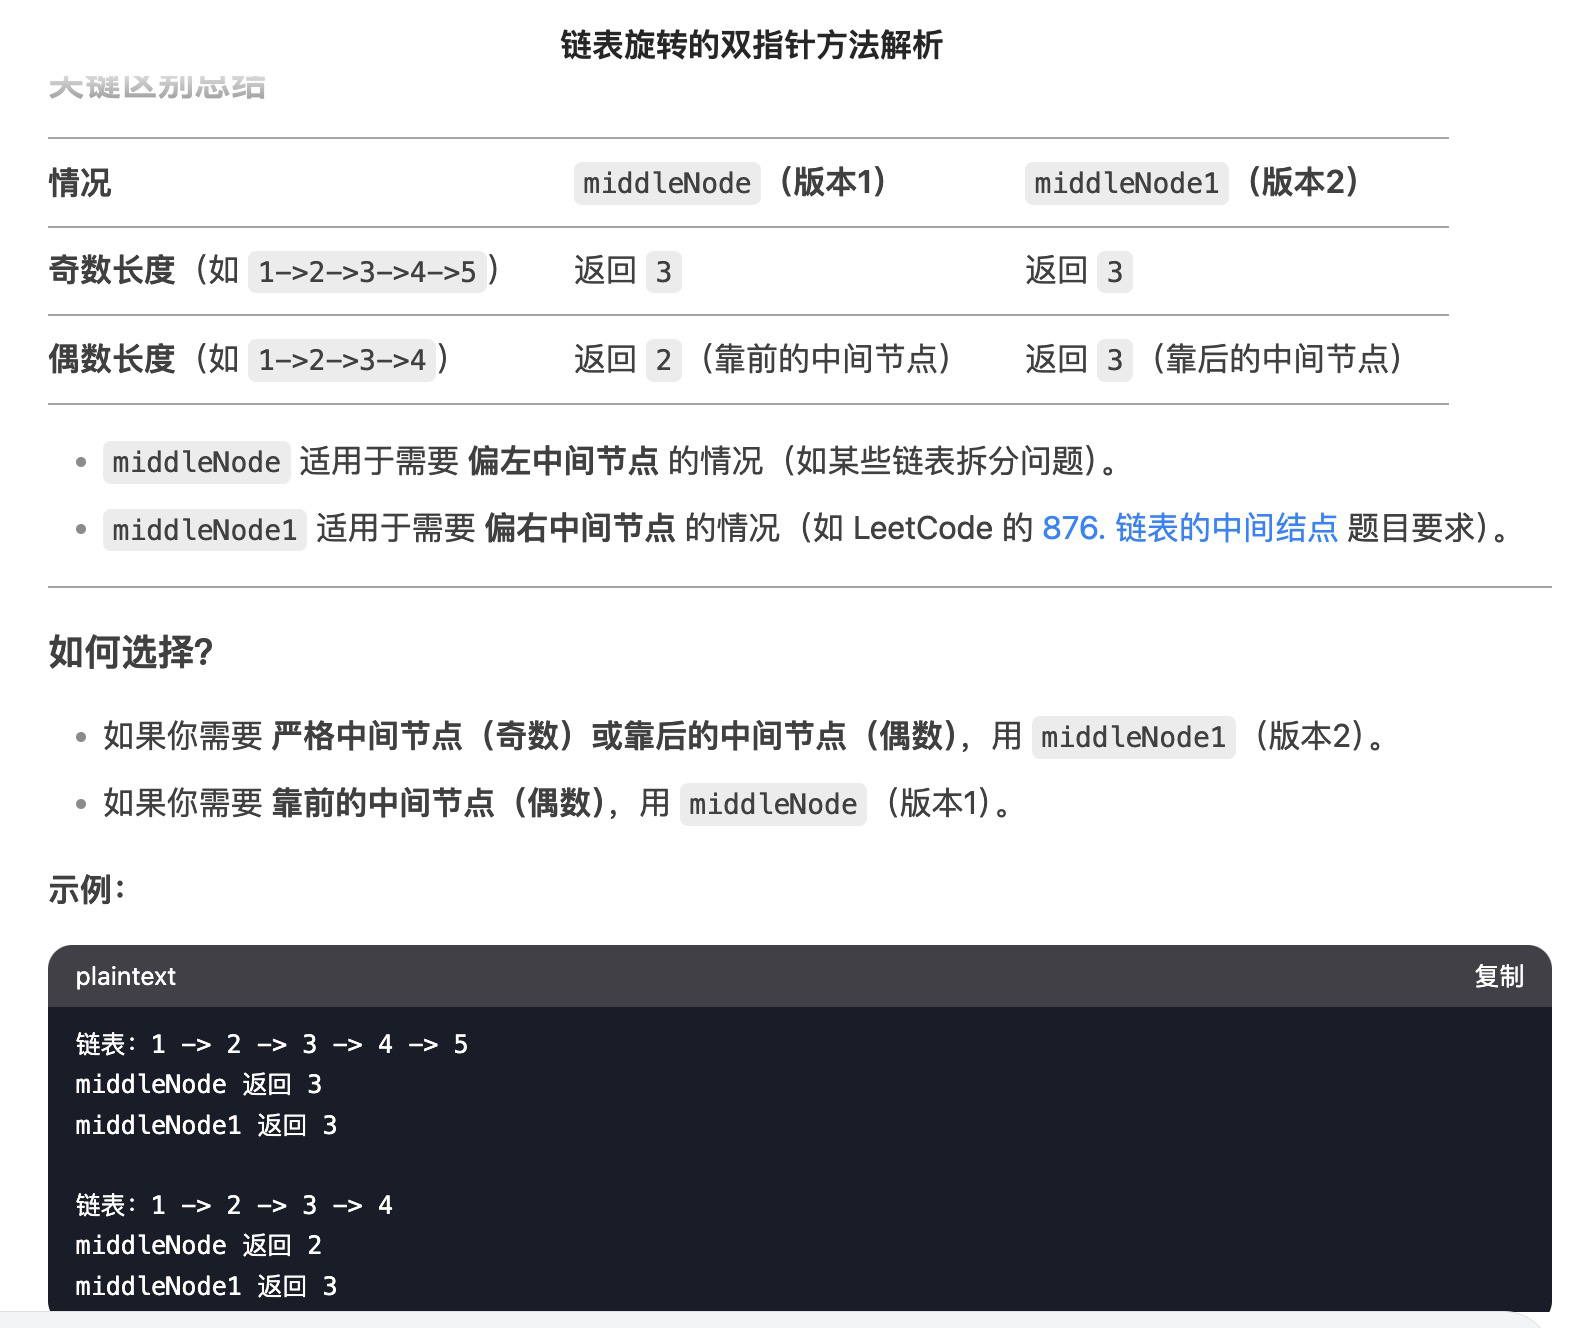 链表旋转的双指针方法解析
关键区别总结
情况 middleNode（版本1） middleNode1（版本2）
奇数长度（如 1->2->3->4->5） 返回 3 返回 3
偶数长度（如 1->2->3->4） 返回 2（靠前的中间节点） 返回 3（靠后的中间节点）
• middleNode 适用于需要 偏左中间节点 的情况（如某些链表拆分问题）。
• middleNode1 适用于需要 偏右中间节点 的情况（如 LeetCode 的 876. 链表的中间结点 题目要求）。
如何选择？
• 如果你需要 严格中间节点（奇数）或靠后的中间节点（偶数），用 middleNode1（版本2）。
• 如果你需要 靠前的中间节点（偶数），用 middleNode（版本1）。
示例：
plaintext 复制
链表：1 -> 2 -> 3 -> 4 -> 5
middleNode 返回 3
middleNode1 返回 3
链表：1 -> 2 -> 3 -> 4
middleNode 返回 2
middleNode1 返回 3